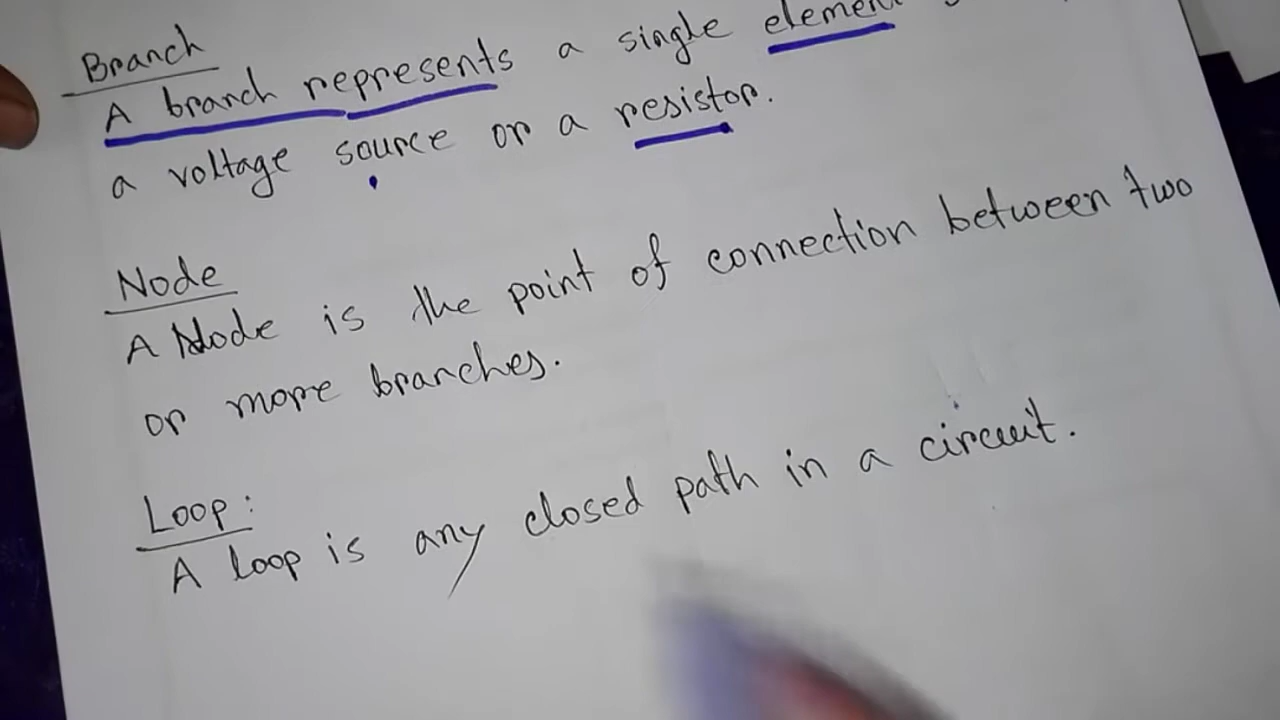 Branch
A branch represents a single element
a voltage source or a resistor.
Node
A Node is the point of connection between two
or more branches.
Loop:
A loop is any closed path in a circuit.